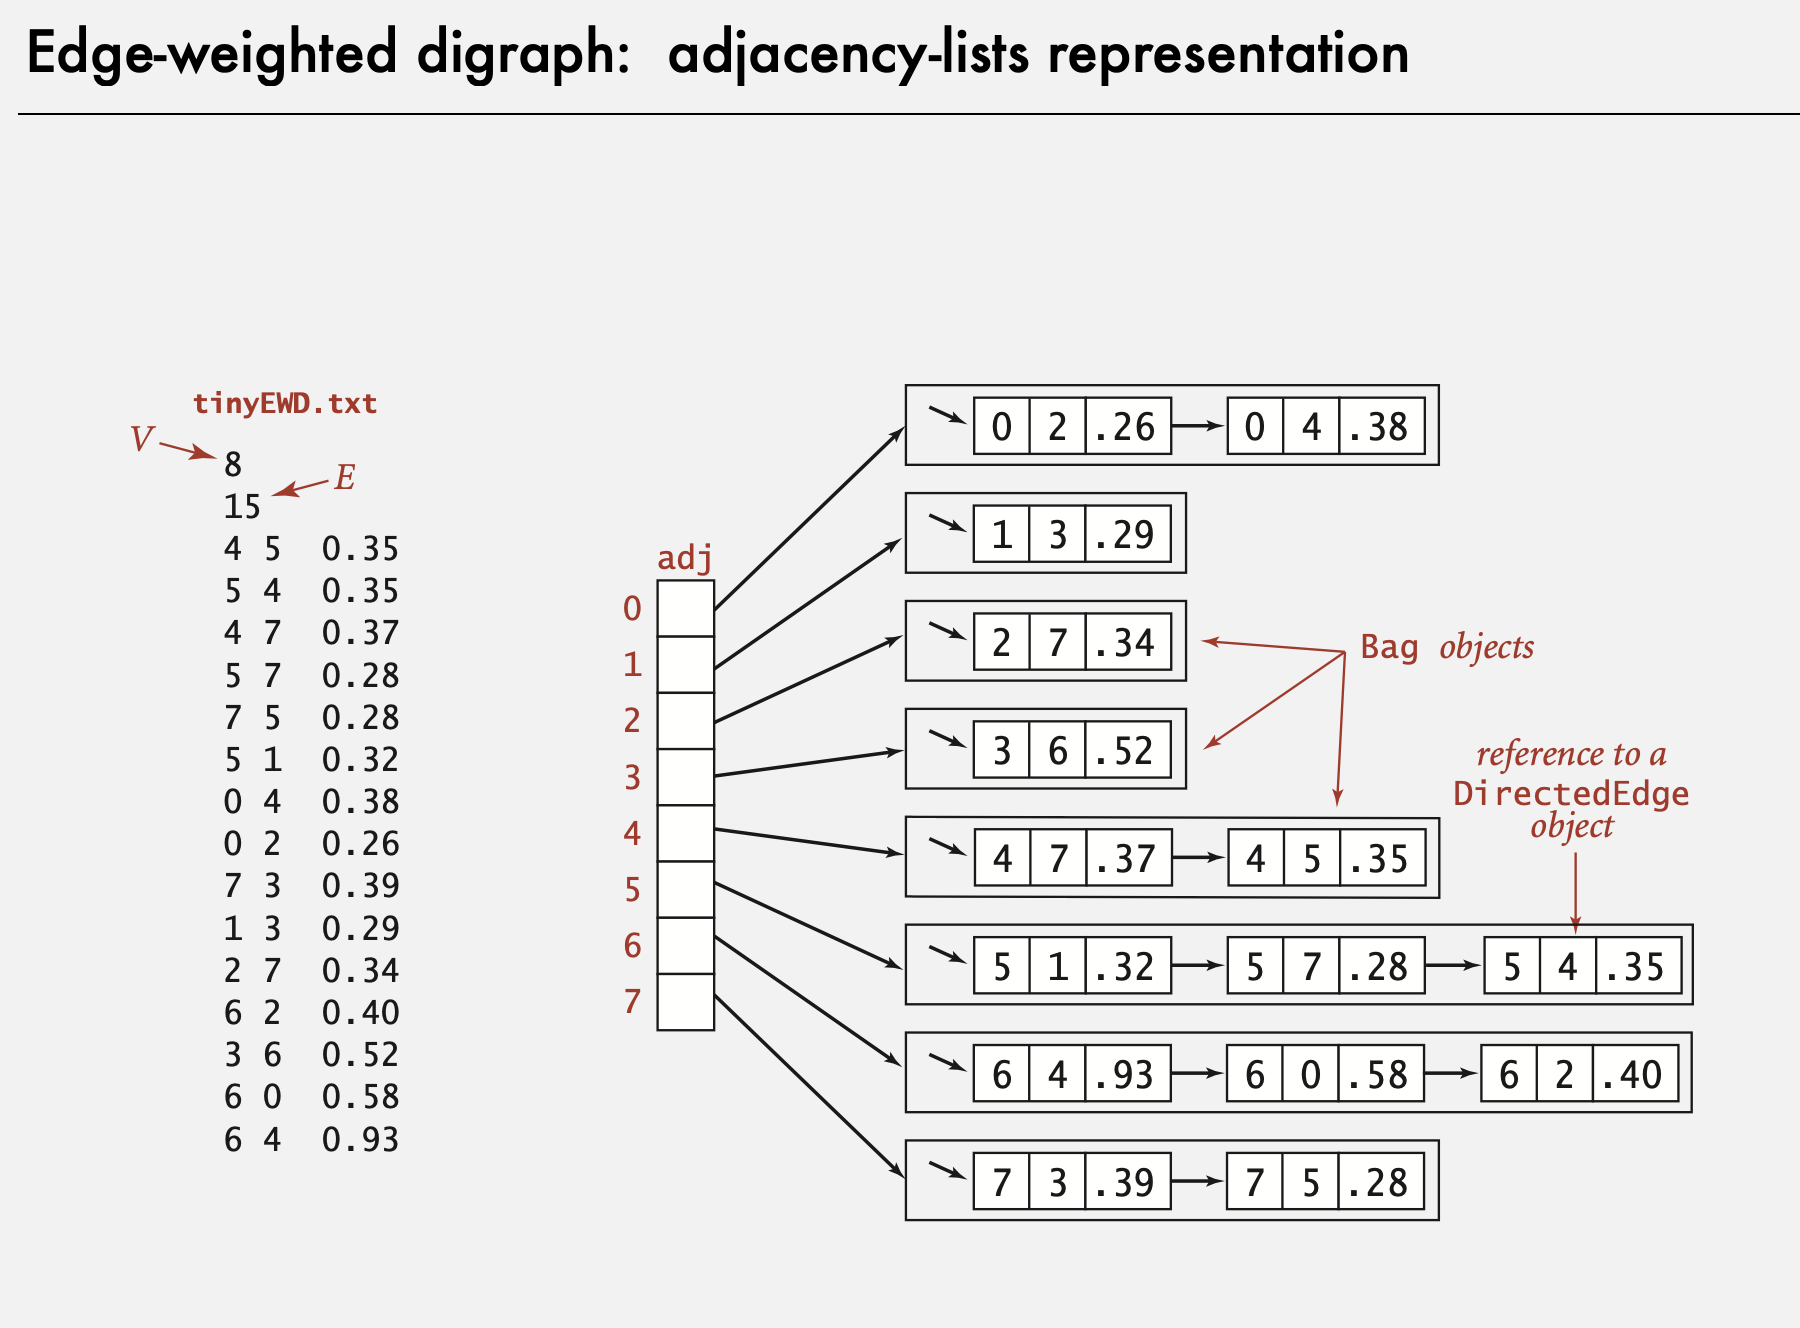 Edge-weighted digraph: adjacency-lists representation
tinyEWD.txt
V
8
E
15
4 5 0.35
5 4 0.35
4 7 0.37
5 7 0.28
7 5 0.28
5 1 0.32
0 4 0.38
0 2 0.26
7 3 0.39
1 3 0.29
2 7 0.34
6 2 0.40
3 6 0.52
6 0 0.58
6 4 0.93
adj
0
1
2
3
4
5
6
7
0 2 .26 0 4 .38
1 3 .29
2 7 .34
3 6 .52
4 7 .37 4 5 .35
5 1 .32 5 7 .28 5 4 .35
6 4 .93 6 0 .58 6 2 .40
7 3 .39 7 5 .28
Bag objects
reference to a
DirectedEdge
object